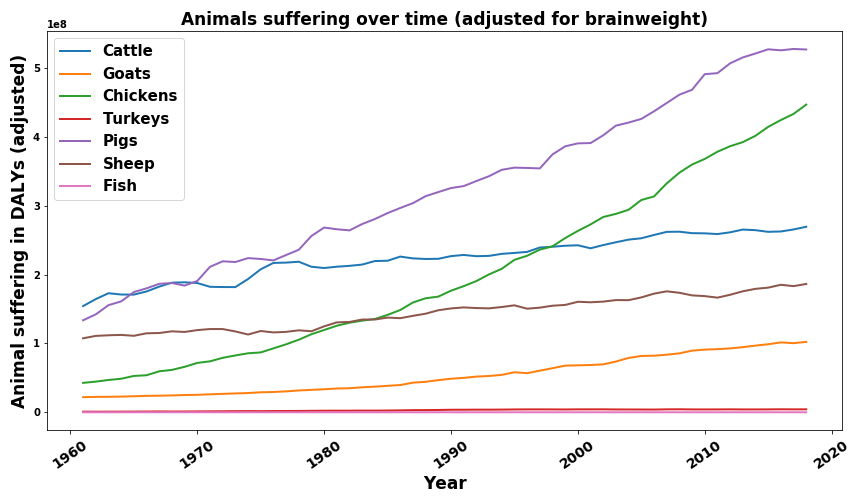 Animals suffering over time (adjusted for brainweight)
1e8
Cattle
Goats
Chickens
Turkeys
Pigs
Sheep
Fish
5
4
3
2
1
0
Animal suffering in DALYs (adjusted)
1960
1970
1980
1990
2000
2010
2020
Year